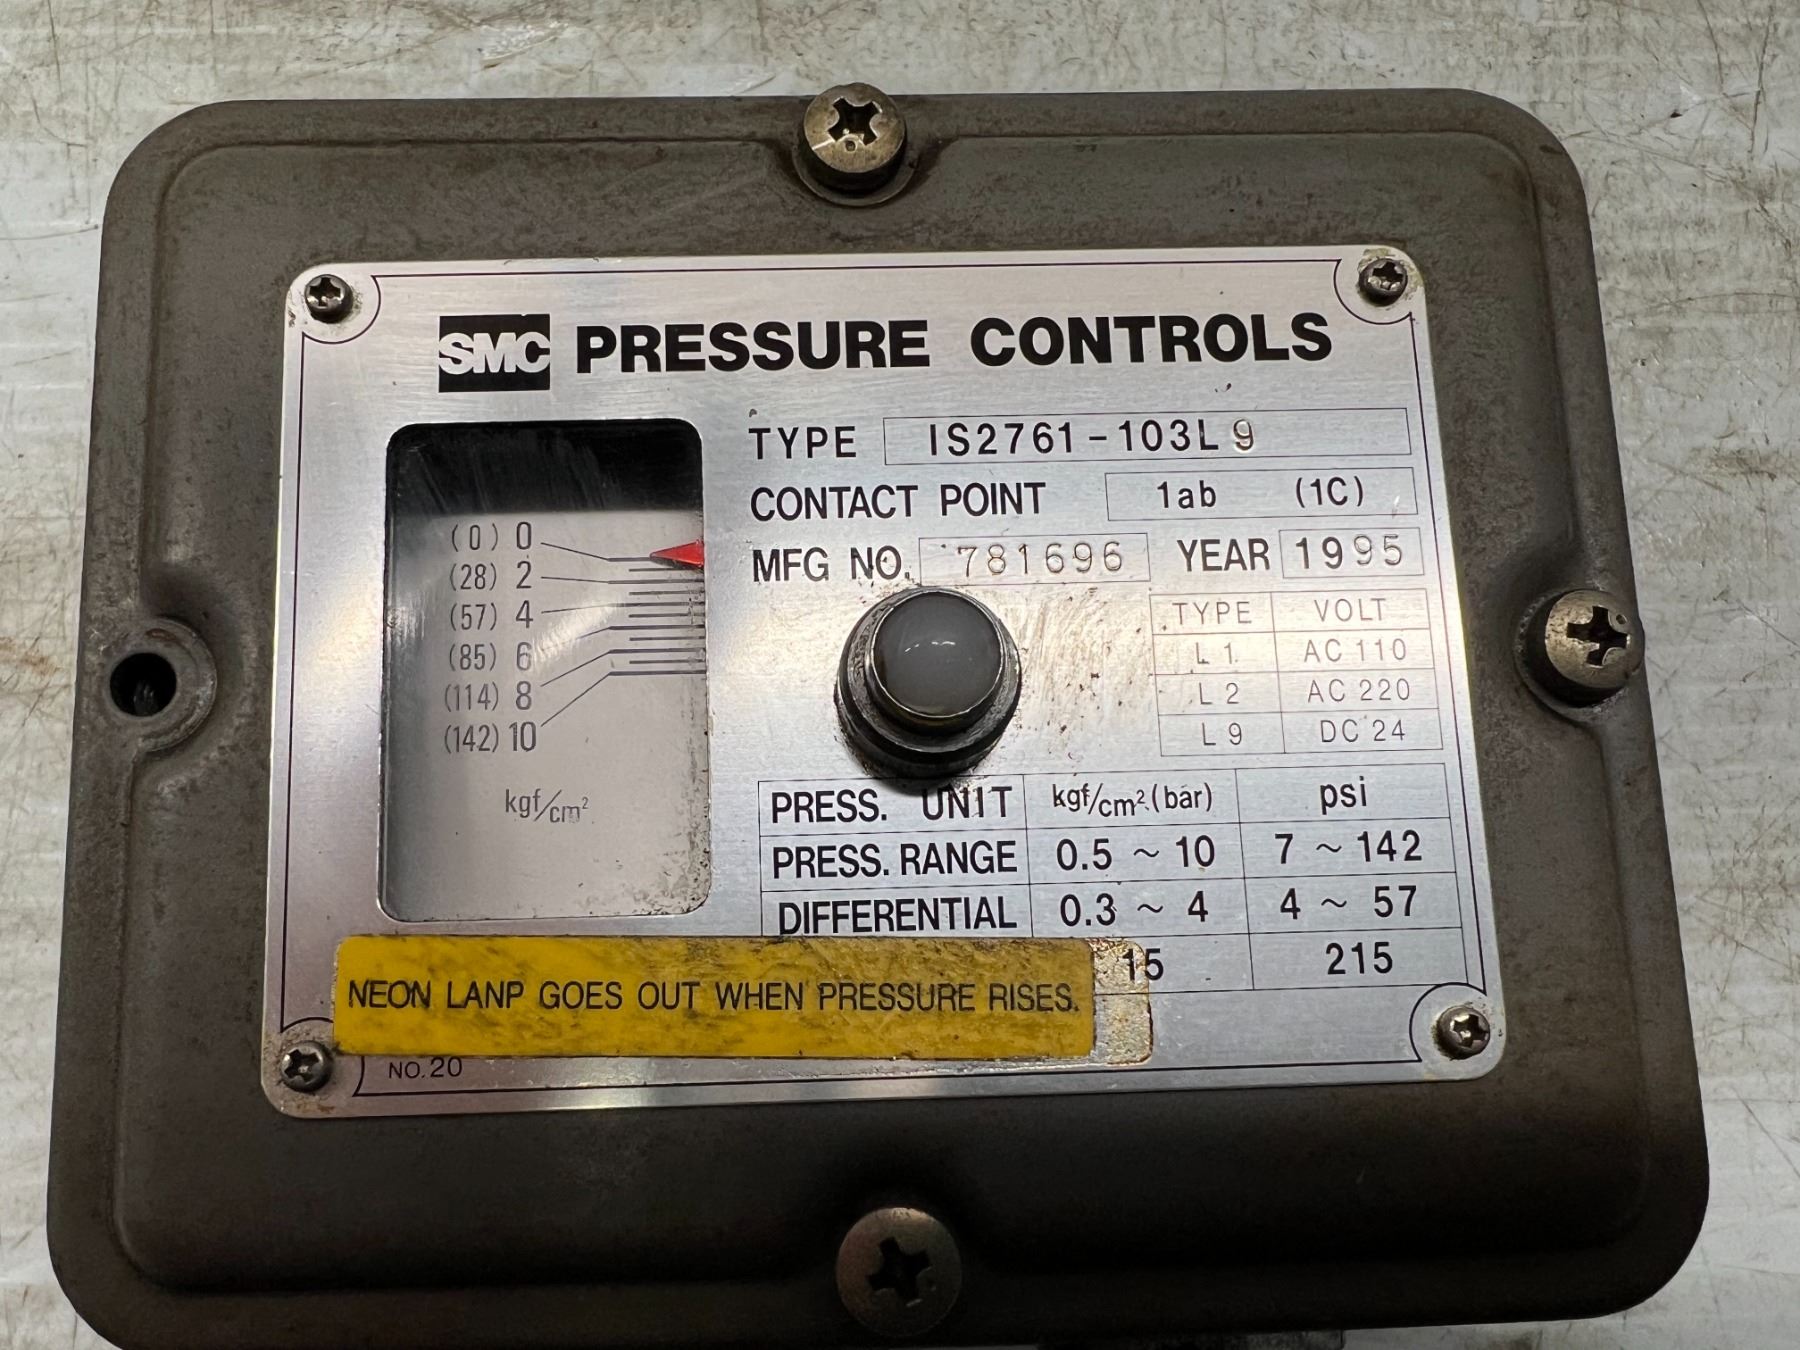 SMC PRESSURE CONTROLS
TYPE IS2761-103L9
CONTACT POINT 1ab (1C)
MFG NO. 781696 YEAR 1995
(0) 0
(28) 2
(57) 4
(85) 6
(114) 8
(142) 10
kgf/cm²
TYPE VOLT
L1 AC110
L2 AC220
L9 DC24
PRESS. UNIT kgf/cm²(bar) psi
PRESS. RANGE 0.5 ~ 10 7 ~ 142
DIFFERENTIAL 0.3 ~ 4 4 ~ 57
15 215
NEON LANP GOES OUT WHEN PRESSURE RISES.
NO.20